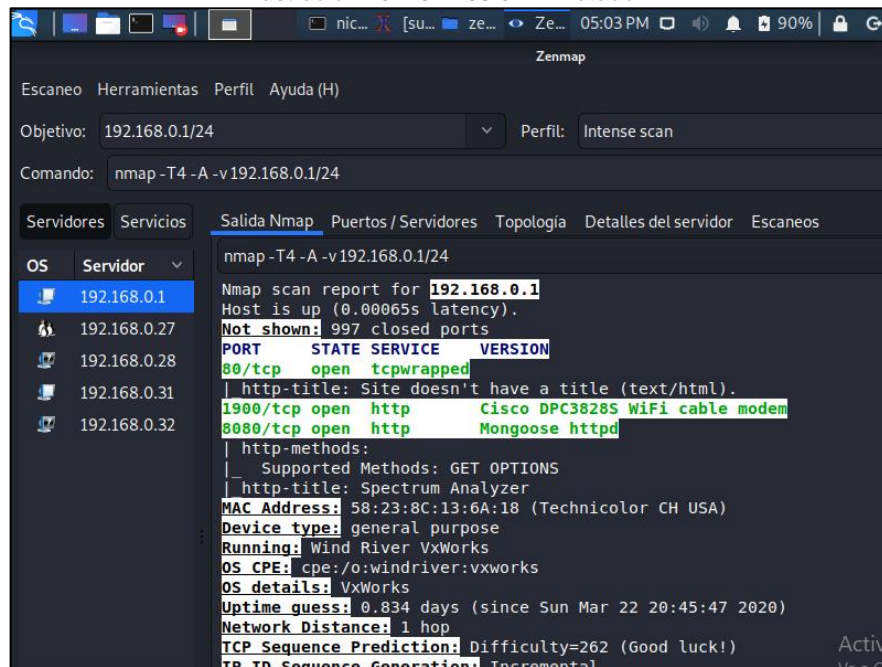 nic... [su... ze... Ze... 05:03 PM 90%
Zenmap
Escaneo Herramientas Perfil Ayuda (H)
Objetivo: 192.168.0.1/24 Perfil: Intense scan
Comando: nmap -T4 -A -v 192.168.0.1/24
Servidores Servicios Salida Nmap Puertos / Servidores Topología Detalles del servidor Escaneos
OS Servidor nmap -T4 -A -v 192.168.0.1/24
192.168.0.1
192.168.0.27
192.168.0.28
192.168.0.31
192.168.0.32
Nmap scan report for 192.168.0.1
Host is up (0.00065s latency).
Not shown: 997 closed ports
PORT STATE SERVICE VERSION
80/tcp open tcpwrapped
|_http-title: Site doesn't have a title (text/html).
1900/tcp open http Cisco DPC3828S WiFi cable modem
8080/tcp open http Mongoose httpd
| http-methods:
|_ Supported Methods: GET OPTIONS
|_http-title: Spectrum Analyzer
MAC Address: 58:23:8C:13:6A:18 (Technicolor CH USA)
Device type: general purpose
Running: Wind River VxWorks
OS CPE: cpe:/o:windriver:vxworks
OS details: VxWorks
Uptime guess: 0.834 days (since Sun Mar 22 20:45:47 2020)
Network Distance: 1 hop
TCP Sequence Prediction: Difficulty=262 (Good luck!)
IP ID Sequence Generation: Incremental
Activ